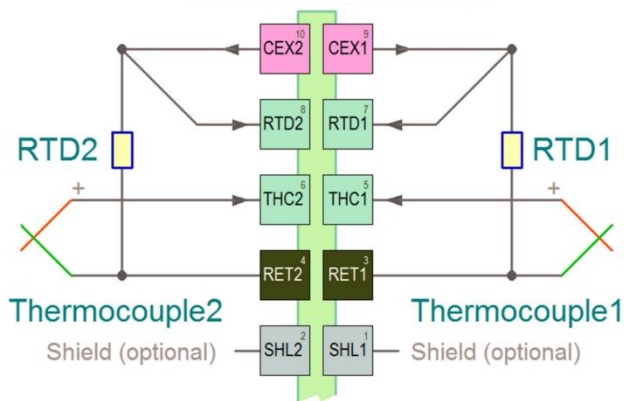 10 9
CEX2 CEX1
8 7
RTD2 RTD1
RTD2 RTD1
6 5
+ THC2 THC1 +
4 3
RET2 RET1
Thermocouple2 Thermocouple1
2 1
Shield (optional) SHL2 SHL1 Shield (optional)